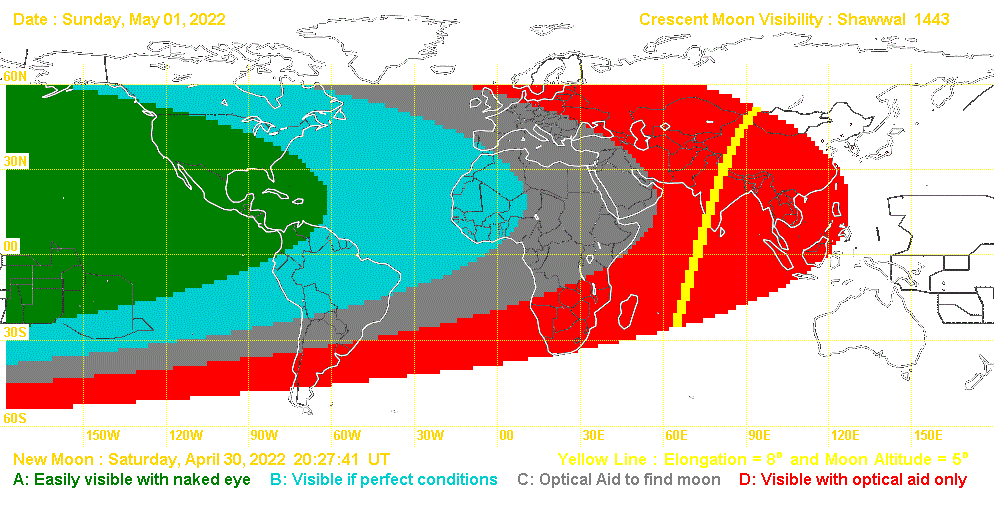 Date : Sunday, May 01, 2022
Crescent Moon Visibility : Shawwal 1443
60N
30N
00
30S
60S
150W 120W 90W 60W 30W 00 30E 60E 90E 120E 150E
New Moon : Saturday, April 30, 2022 20:27:41 UT
Yellow Line : Elongation = 8° and Moon Altitude = 5°
A: Easily visible with naked eye B: Visible if perfect conditions C: Optical Aid to find moon D: Visible with optical aid only